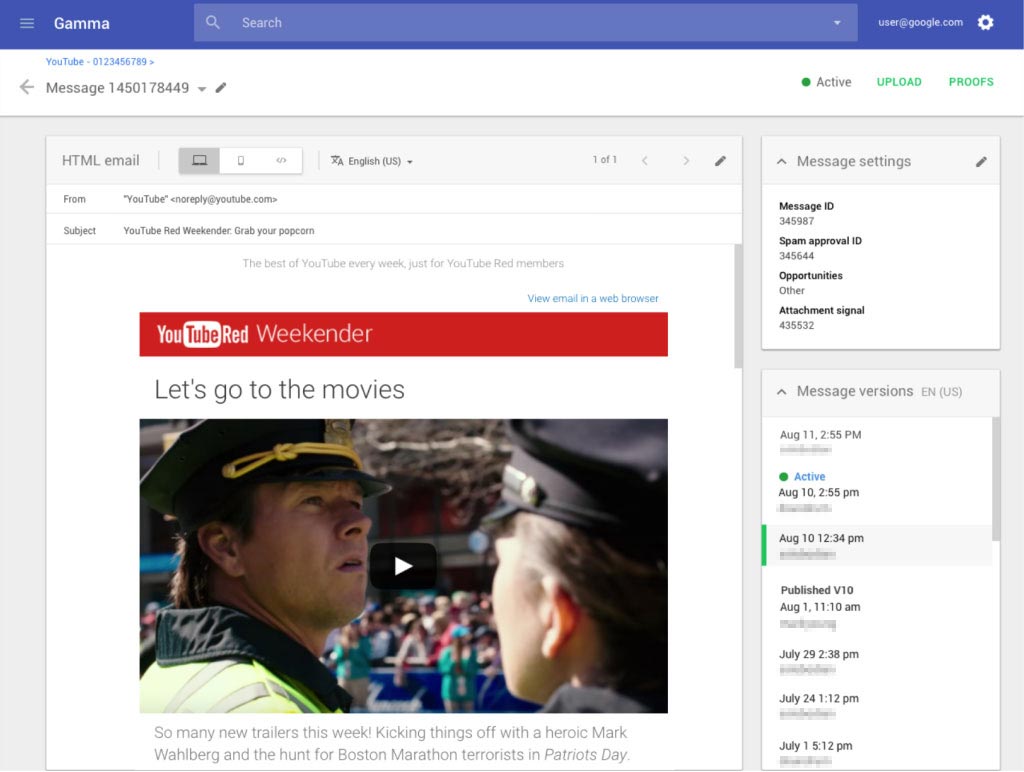 Gamma
Search
user@google.com
YouTube - 0123456789 >
Message 1450178449
Active
UPLOAD
PROOFS
HTML email
</>
English (US)
1 of 1
From
"YouTube" <noreply@youtube.com>
Subject
YouTube Red Weekender: Grab your popcorn
The best of YouTube every week, just for YouTube Red members
View email in a web browser
YouTube Red Weekender
Let's go to the movies
So many new trailers this week! Kicking things off with a heroic Mark
Wahlberg and the hunt for Boston Marathon terrorists in Patriots Day.
Message settings
Message ID
345987
Spam approval ID
345644
Opportunities
Other
Attachment signal
435532
Message versions EN (US)
Aug 11, 2:55 PM
Active
Aug 10, 2:55 pm
Aug 10 12:34 pm
Published V10
Aug 1, 11:10 am
July 29 2:38 pm
July 24 1:12 pm
July 1 5:12 pm